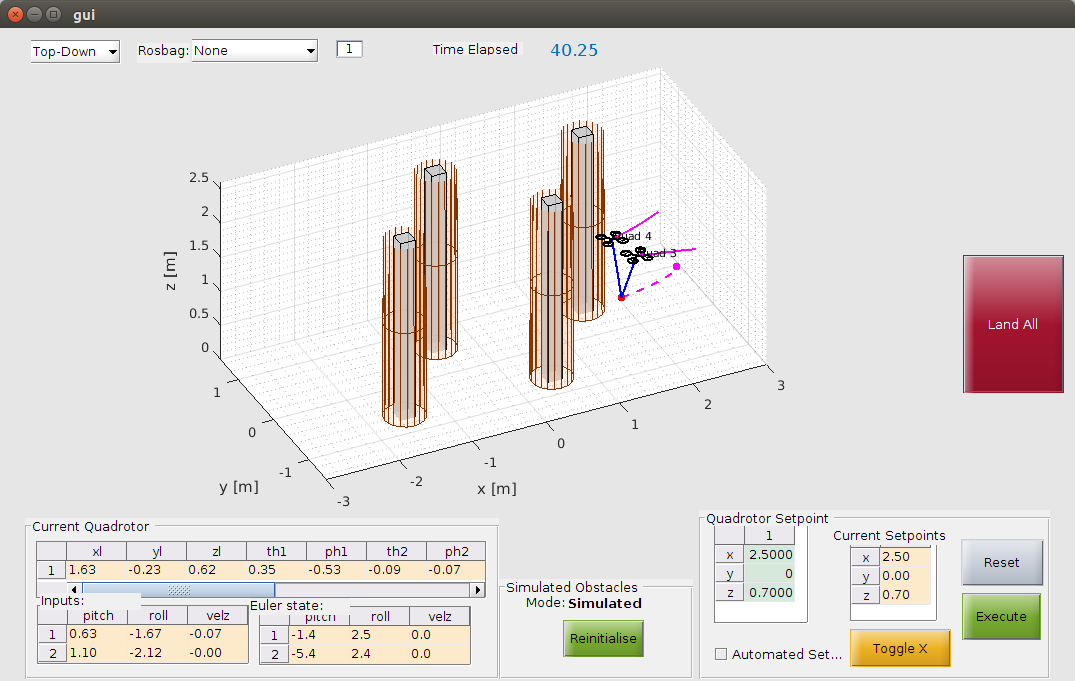 gui
Top-Down Rosbag: None 1 Time Elapsed 40.25
2.5
2
1.5
1
0.5
0
z [m]
Quad 4
Quad 3
Land All
1
0
-1
y [m]
-3
-2
-1
0
1
2
3
x [m]
Current Quadrotor
xl yl zl th1 ph1 th2 ph2
1 1.63 -0.23 0.62 0.35 -0.53 -0.09 -0.07
Inputs:
pitch roll velz
1 0.63 -1.67 -0.07
2 1.10 -2.12 -0.00
Euler state:
pitch roll velz
1 -1.4 2.5 0.0
2 -5.4 2.4 0.0
Simulated Obstacles
Mode: Simulated
Reinitialise
Quadrotor Setpoint
1
x 2.5000
y 0
z 0.7000
Current Setpoints
x 2.50
y 0.00
z 0.70
Reset
Execute
Automated Set...
Toggle X